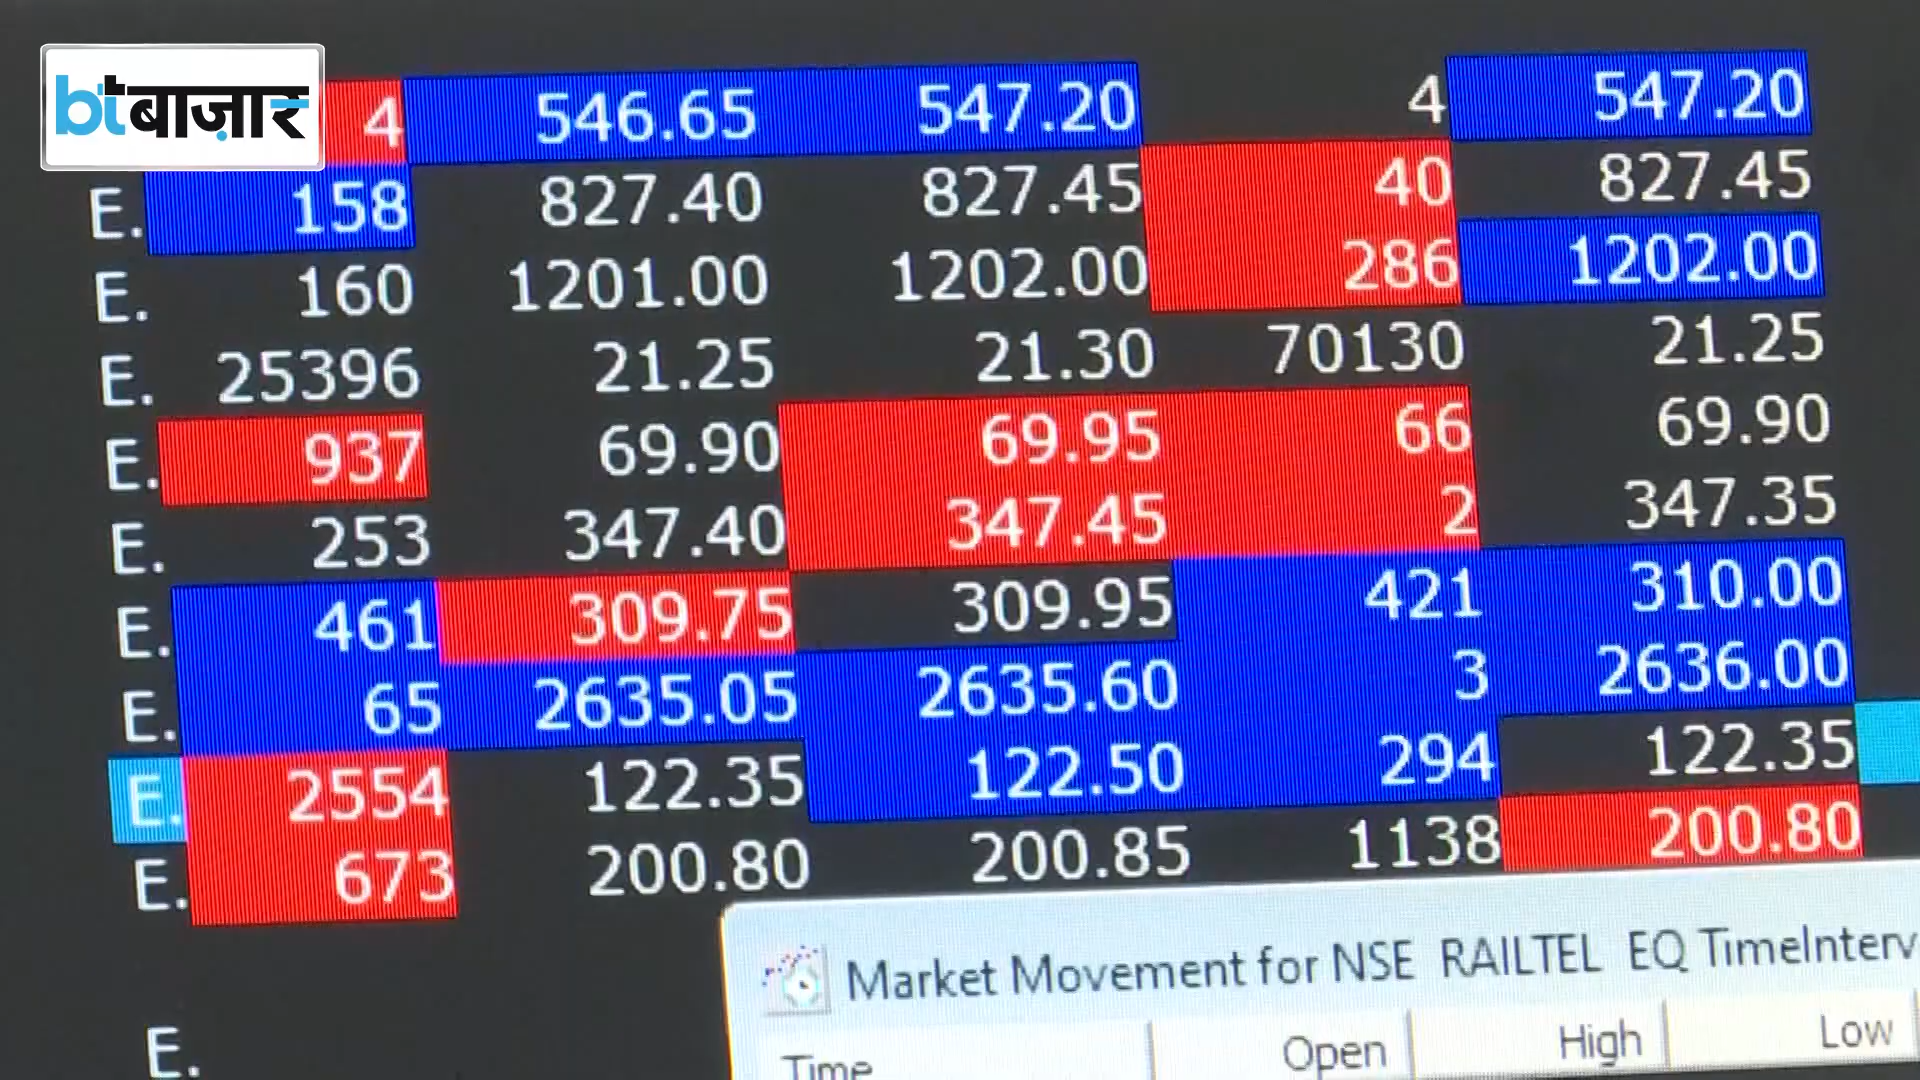 bt बाज़ार
4 546.65 547.20 4 547.20
E. 158 827.40 827.45 40 827.45
E. 160 1201.00 1202.00 286 1202.00
E. 25396 21.25 21.30 70130 21.25
E. 937 69.90 69.95 66 69.90
E. 253 347.40 347.45 2 347.35
E. 461 309.75 309.95 421 310.00
E. 65 2635.05 2635.60 3 2636.00
E. 2554 122.35 122.50 294 122.35
E. 673 200.80 200.85 1138 200.80
Market Movement for NSE RAILTEL EQ TimeInterv
Time Open High Low
E.